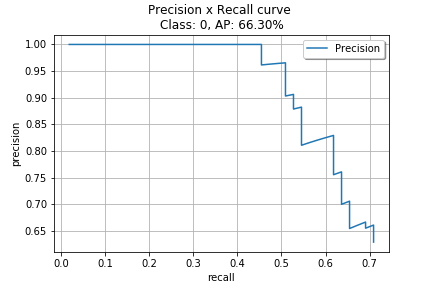 Precision x Recall curve
Class: 0, AP: 66.30%
Precision
precision
1.00
0.95
0.90
0.85
0.80
0.75
0.70
0.65
0.0 0.1 0.2 0.3 0.4 0.5 0.6 0.7
recall